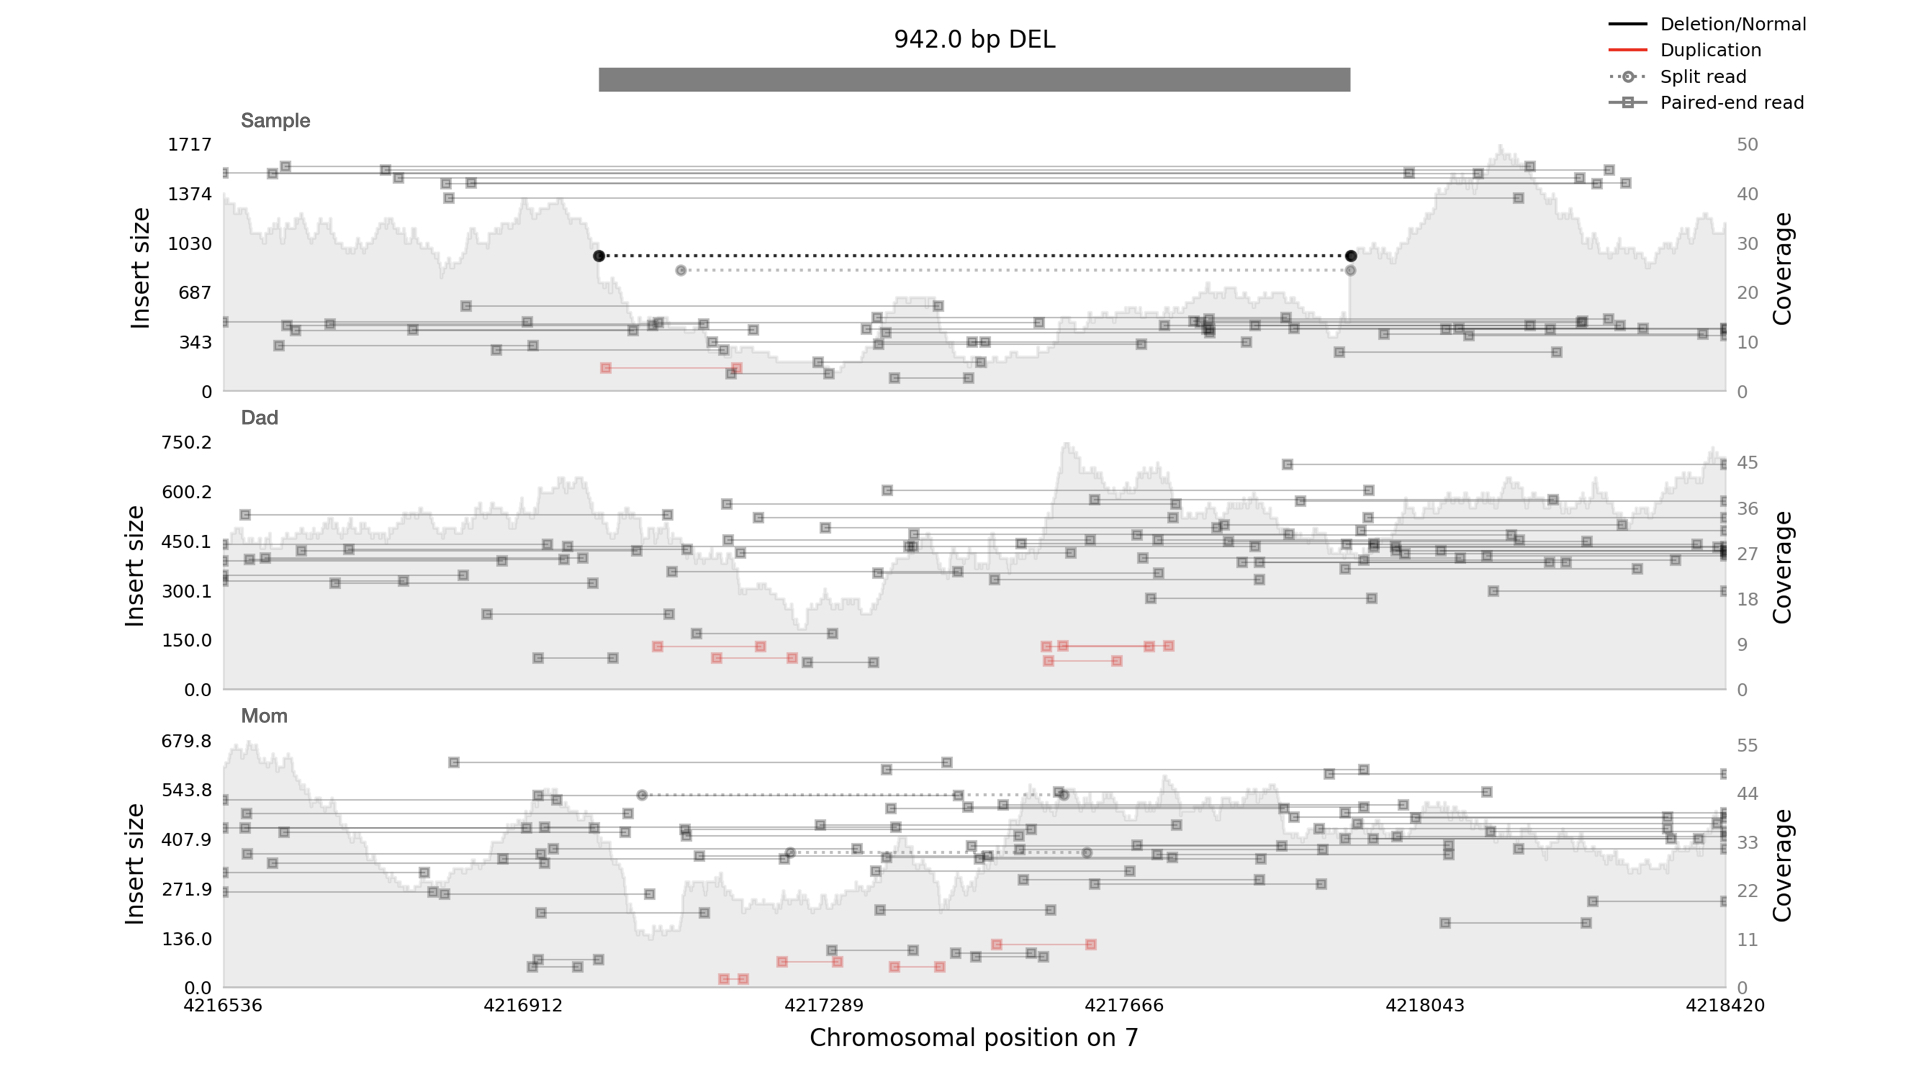 942.0 bp DEL
Deletion/Normal
Duplication
Split read
Paired-end read
Sample
1717
1374
1030
687
343
0
Insert size
50
40
30
20
10
0
Coverage
Dad
750.2
600.2
450.1
300.1
150.0
0.0
Insert size
45
36
27
18
9
0
Coverage
Mom
679.8
543.8
407.9
271.9
136.0
0.0
Insert size
55
44
33
22
11
0
Coverage
4216536 4216912 4217289 4217666 4218043 4218420
Chromosomal position on 7